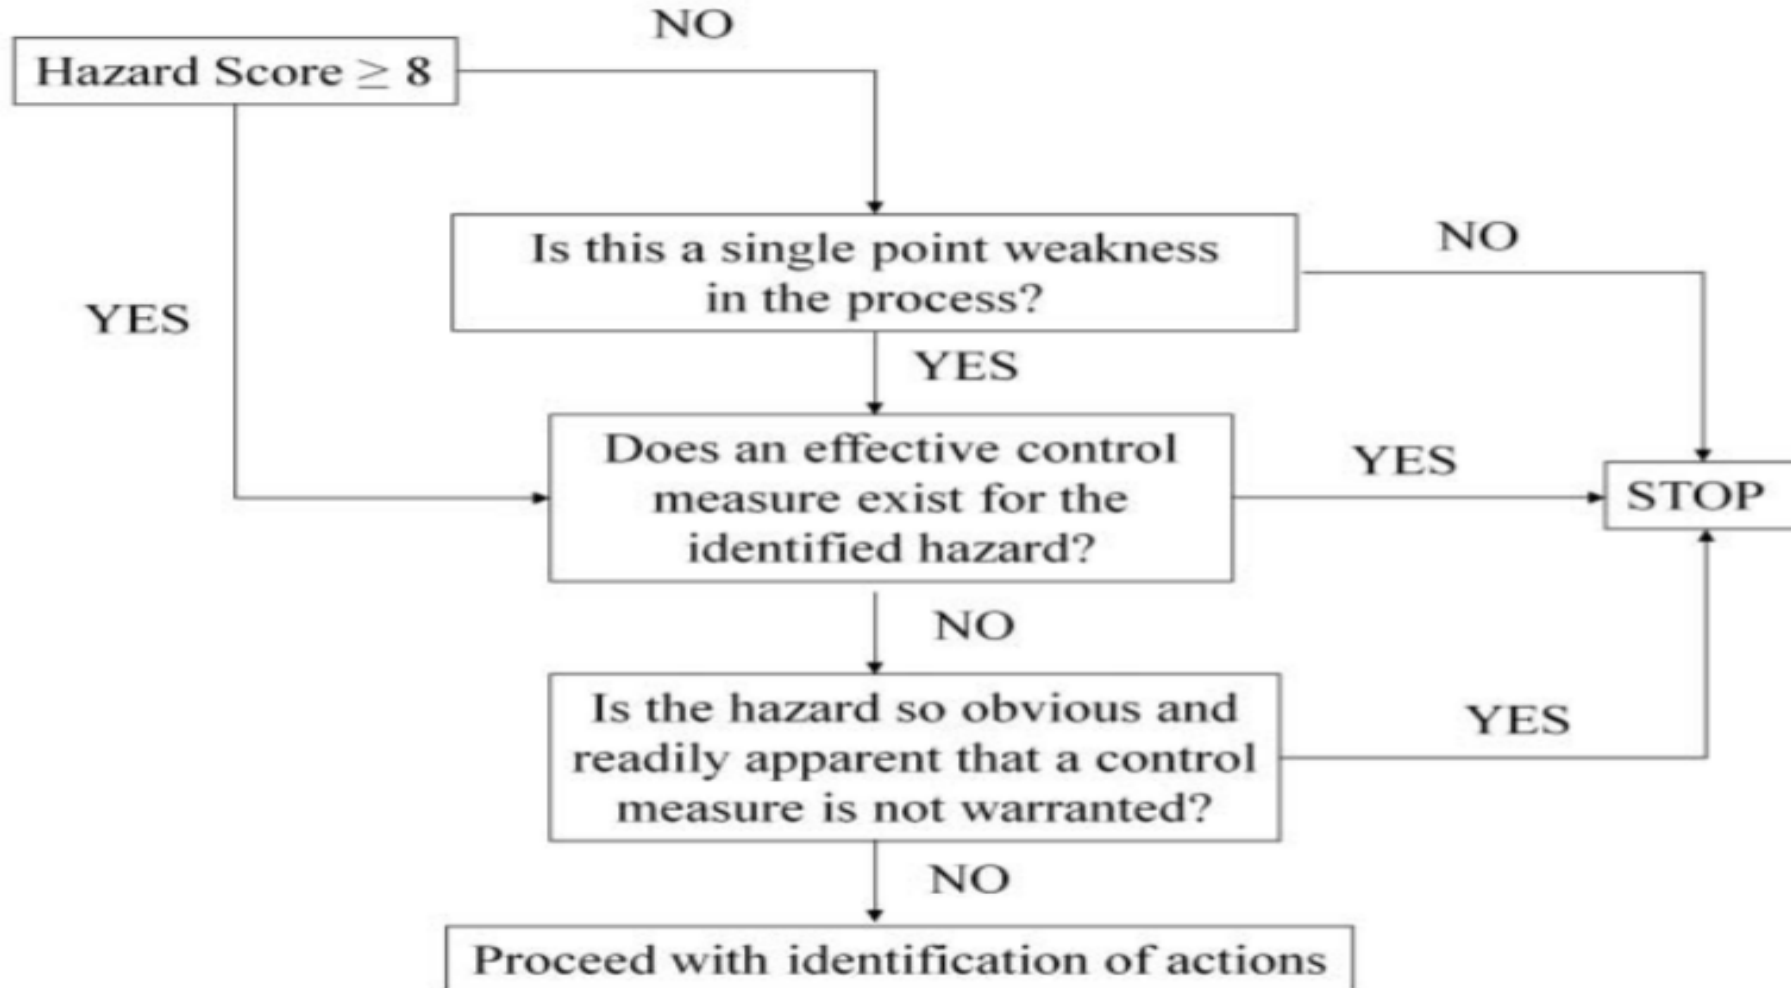 NO
Hazard Score ≥ 8
Is this a single point weakness
in the process?
NO
YES
YES
Does an effective control
measure exist for the
identified hazard?
YES
STOP
NO
Is the hazard so obvious and
readily apparent that a control
measure is not warranted?
YES
NO
Proceed with identification of actions